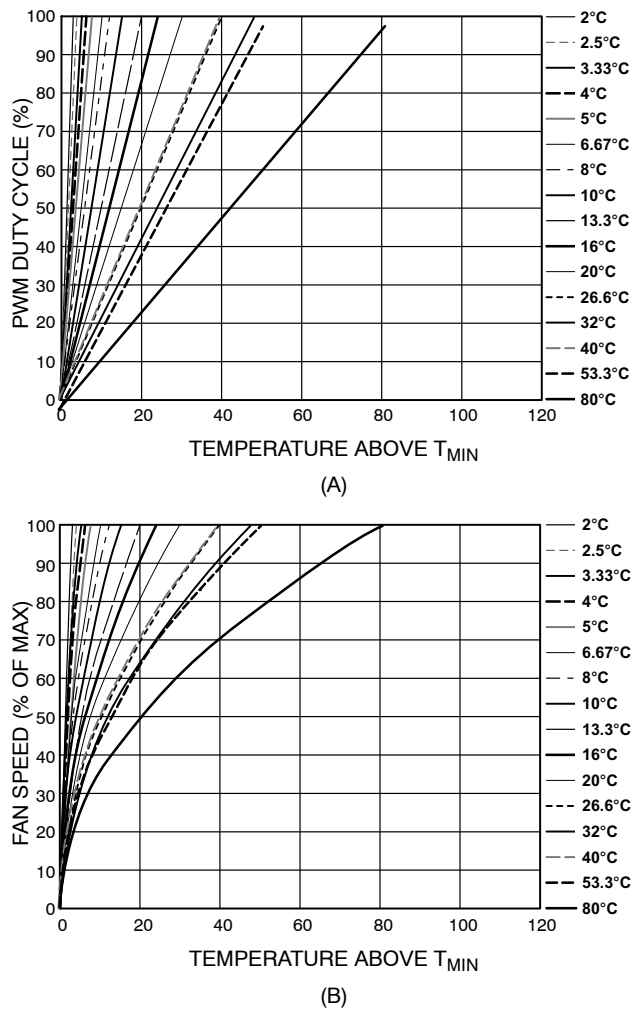 PWM DUTY CYCLE (%)
100
90
80
70
60
50
40
30
20
10
0
0 20 40 60 80 100 120
TEMPERATURE ABOVE TMIN
2°C
2.5°C
3.33°C
4°C
5°C
6.67°C
8°C
10°C
13.3°C
16°C
20°C
26.6°C
32°C
40°C
53.3°C
80°C
(A)
FAN SPEED (% OF MAX)
100
90
80
70
60
50
40
30
20
10
0
0 20 40 60 80 100 120
TEMPERATURE ABOVE TMIN
2°C
2.5°C
3.33°C
4°C
5°C
6.67°C
8°C
10°C
13.3°C
16°C
20°C
26.6°C
32°C
40°C
53.3°C
80°C
(B)